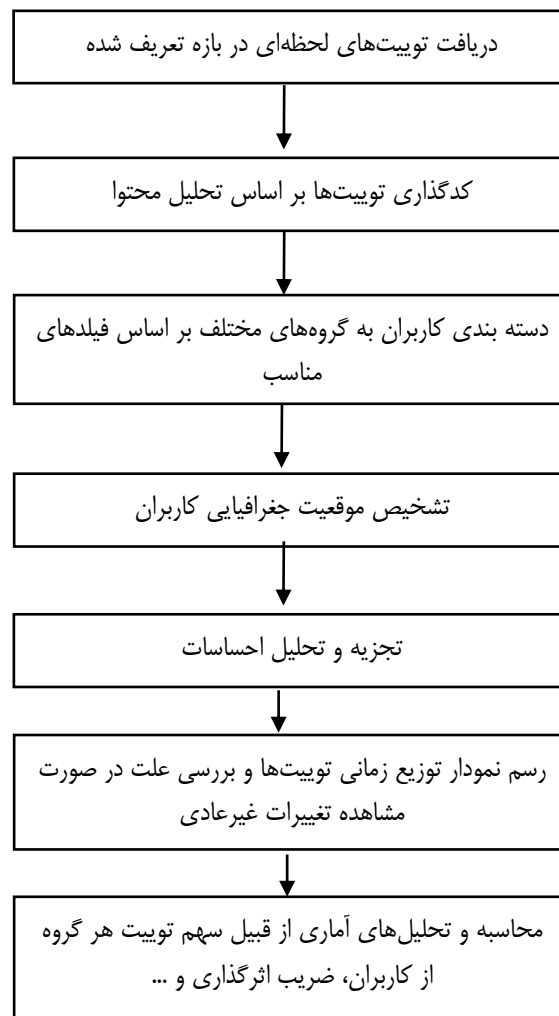 دریافت توییت‌های لحظه‌ای در بازه تعریف شده
کدگذاری توییت‌ها بر اساس تحلیل محتوا
دسته بندی کاربران به گروه‌های مختلف بر اساس فیلدهای
مناسب
تشخیص موقعیت جغرافیایی کاربران
تجزیه و تحلیل احساسات
رسم نمودار توزیع زمانی توییت‌ها و بررسی علت در صورت
مشاهده تغییرات غیرعادی
محاسبه و تحلیل‌های آماری از قبیل سهم توییت هر گروه
از کاربران، ضریب اثرگذاری و ...